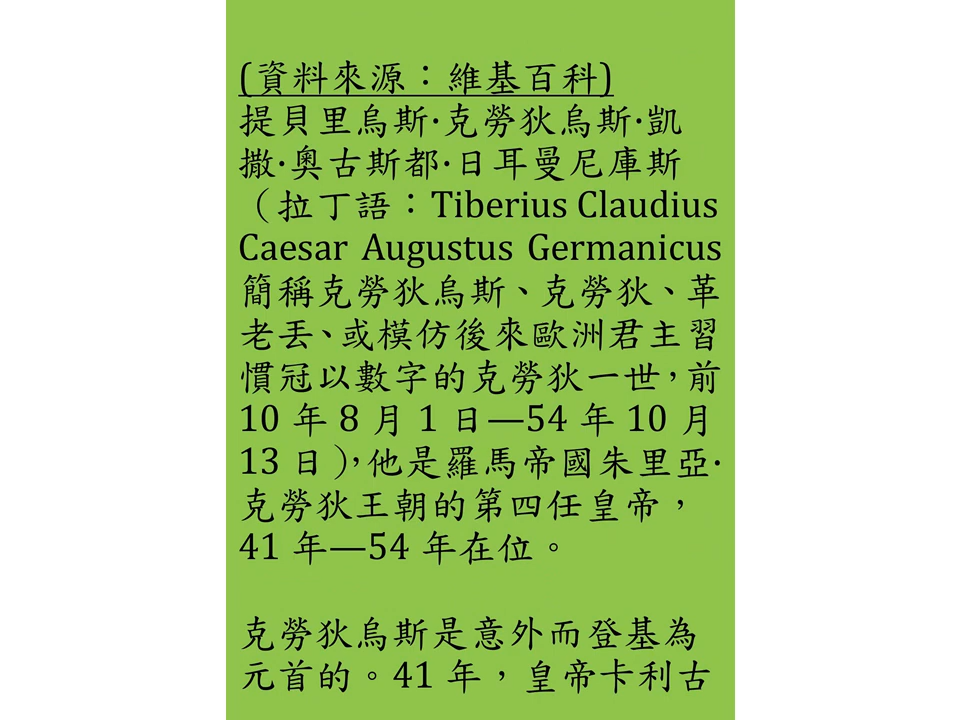 (資料來源：維基百科)
提貝里烏斯·克勞狄烏斯·凱
撒·奧古斯都·日耳曼尼庫斯
（拉丁語：Tiberius Claudius
Caesar Augustus Germanicus
簡稱克勞狄烏斯、克勞狄、革
老丟、或模仿後來歐洲君主習
慣冠以數字的克勞狄一世，前
10 年 8 月 1 日—54 年 10 月
13 日），他是羅馬帝國朱里亞·
克勞狄王朝的第四任皇帝，
41 年—54 年在位。
克勞狄烏斯是意外而登基為
元首的。41 年，皇帝卡利古